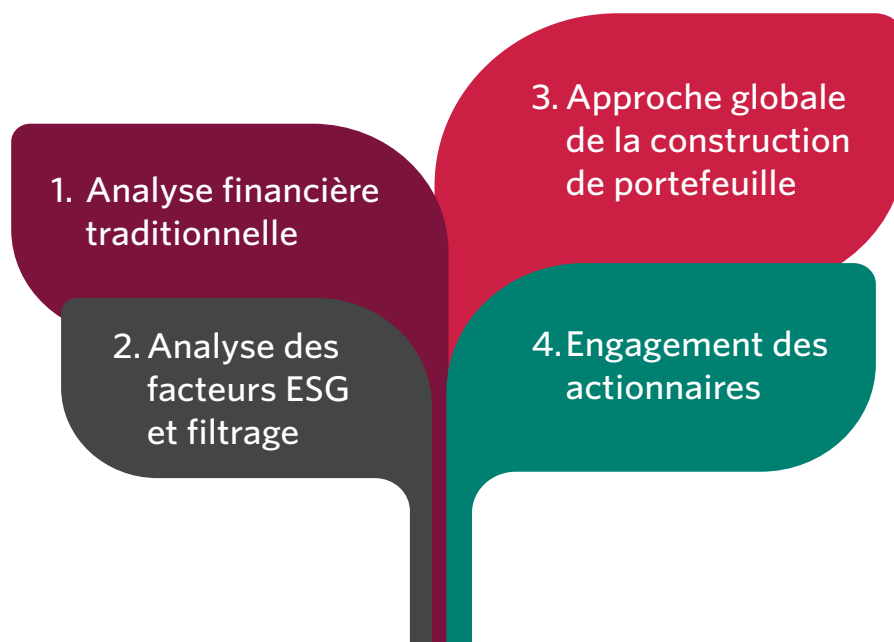 1. Analyse financière
traditionnelle
2. Analyse des
facteurs ESG
et filtrage
3. Approche globale
de la construction
de portefeuille
4. Engagement des
actionnaires